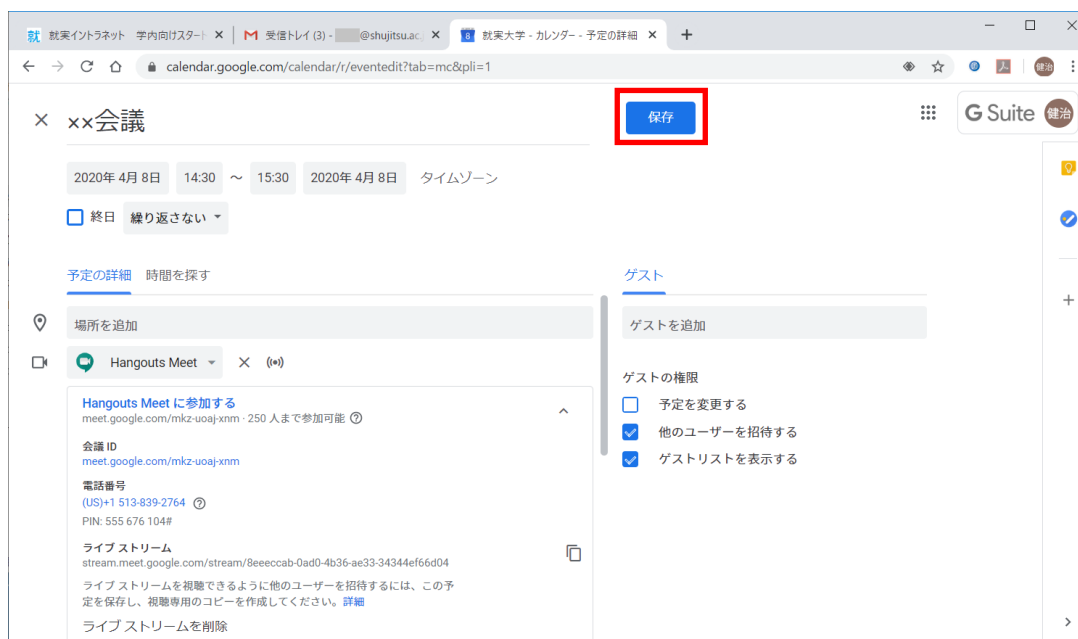 就実イントラネット 学内向けスタート
受信トレイ (3) - @shujitsu.ac.
就実大学 - カレンダー - 予定の詳細
calendar.google.com/calendar/r/eventedit?tab=mc&pli=1
健治
××会議
保存
G Suite 健治
2020年 4月 8日 14:30 ～ 15:30 2020年 4月 8日 タイムゾーン
終日 繰り返さない
予定の詳細 時間を探す
ゲスト
場所を追加
ゲストを追加
Hangouts Meet
ゲストの権限
予定を変更する
他のユーザーを招待する
ゲストリストを表示する
Hangouts Meet に参加する
meet.google.com/mkz-uoaj-xnm · 250 人まで参加可能
会議 ID
meet.google.com/mkz-uoaj-xnm
電話番号
(US)+1 513-839-2764
PIN: 555 676 104#
ライブ ストリーム
stream.meet.google.com/stream/8eeeccab-0ad0-4b36-ae33-34344ef66d04
ライブ ストリームを視聴できるように他のユーザーを招待するには、この予
定を保存し、視聴専用のコピーを作成してください。詳細
ライブ ストリームを削除